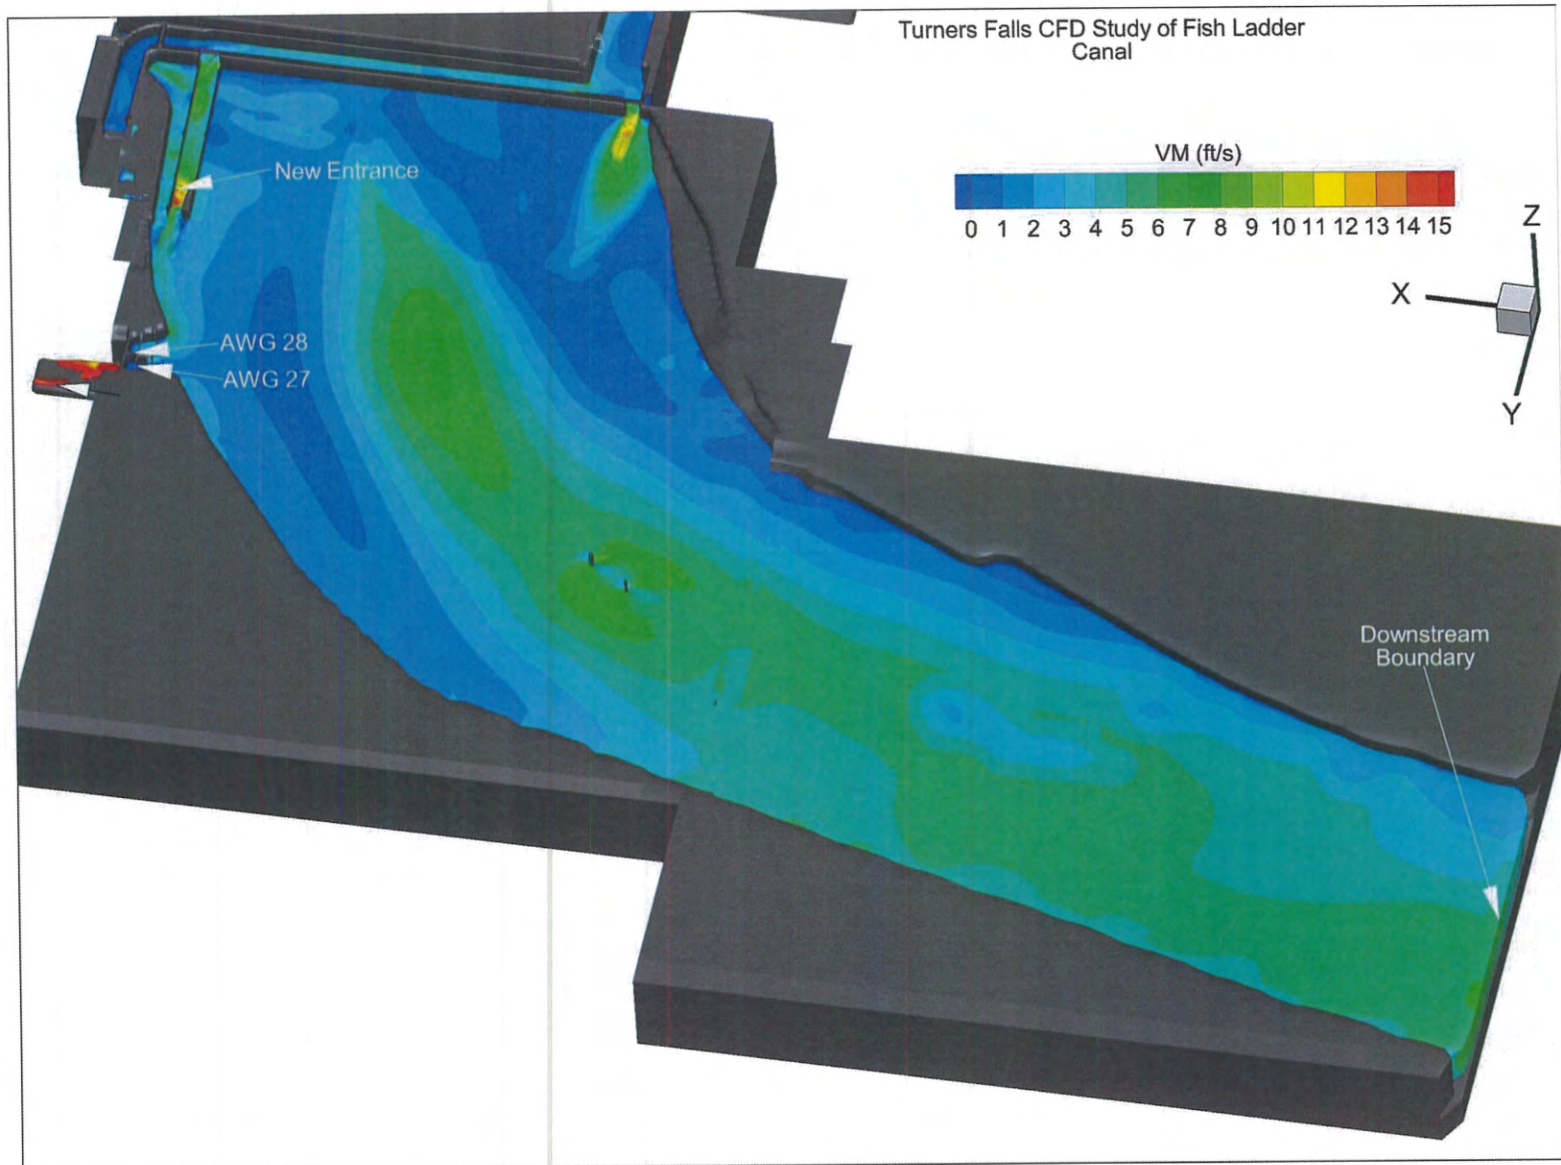 Turners Falls CFD Study of Fish Ladder
Canal
VM (ft/s)
0 1 2 3 4 5 6 7 8 9 10 11 12 13 14 15
Z
X
Y
New Entrance
AWG 28
AWG 27
Downstream
Boundary